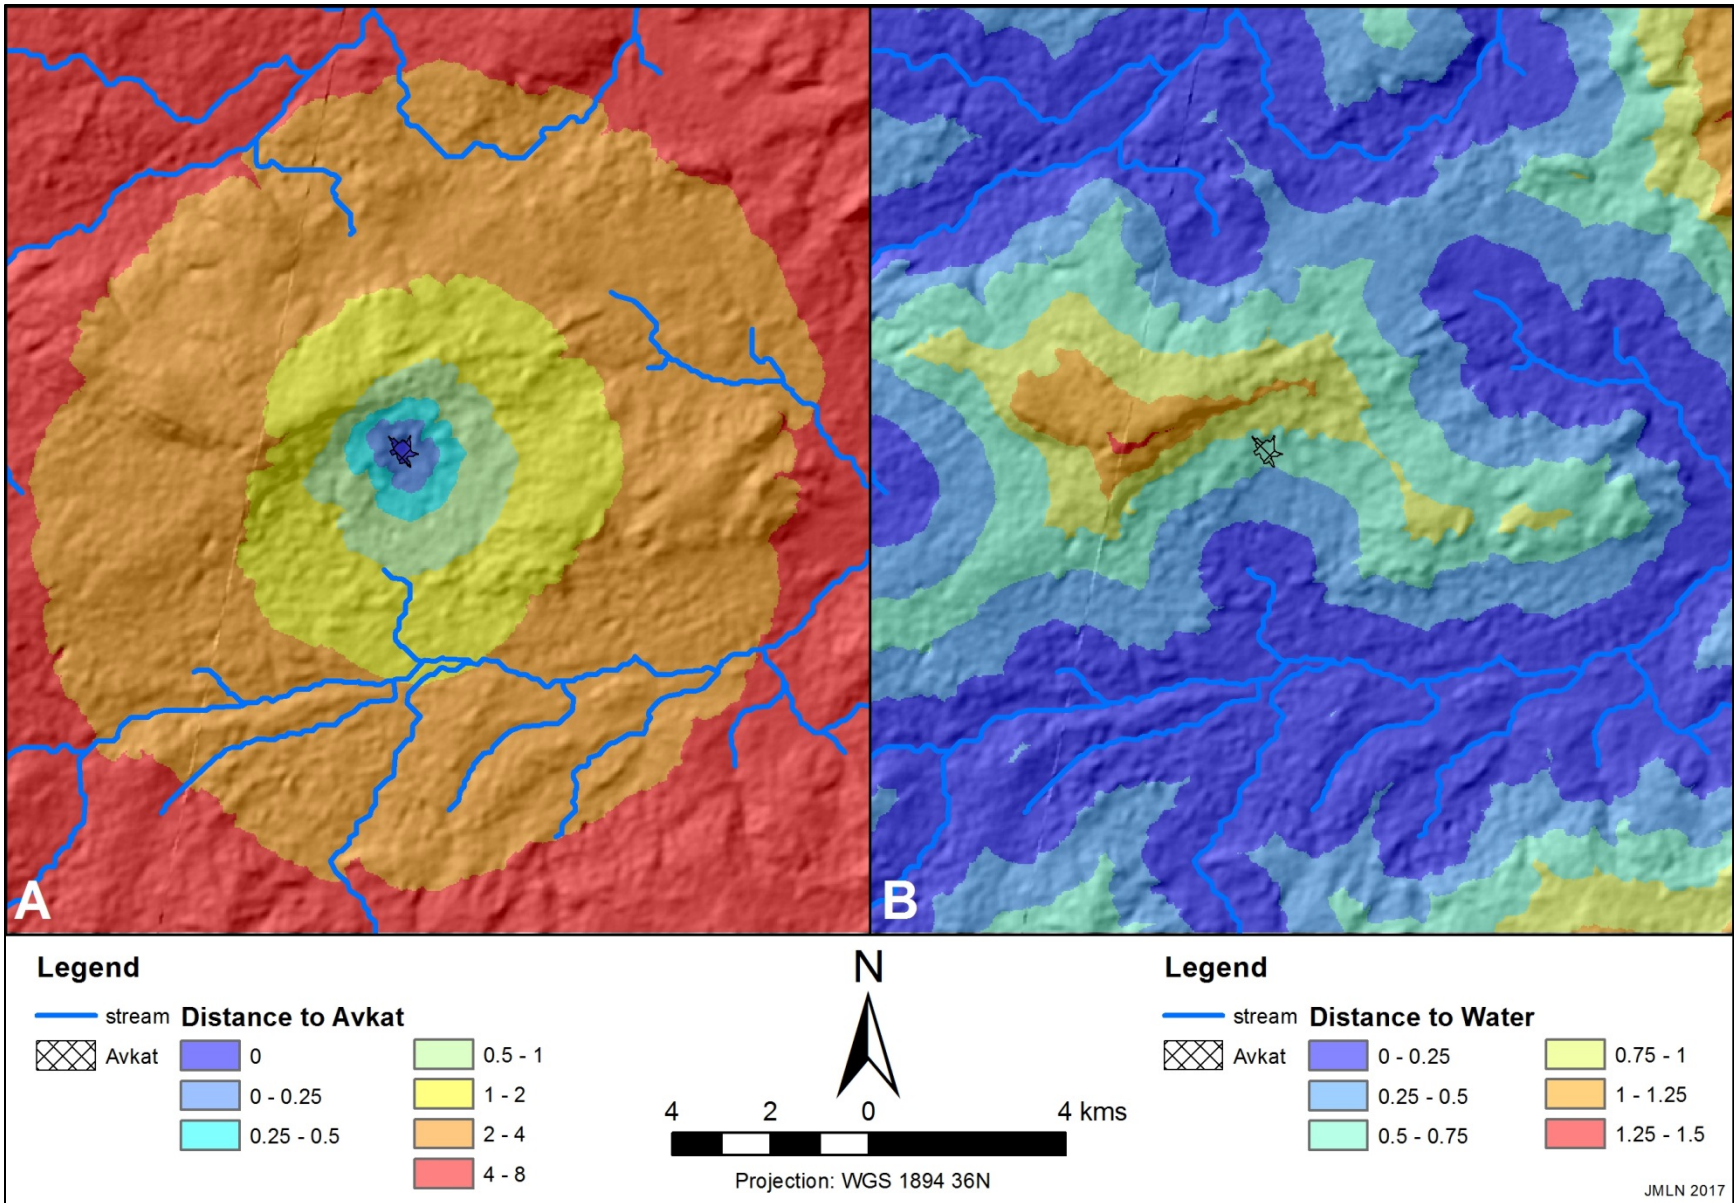 A
B
Legend
stream
Distance to Avkat
Avkat
0
0 - 0.25
0.25 - 0.5
0.5 - 1
1 - 2
2 - 4
4 - 8
N
4 2 0 4 kms
Projection: WGS 1894 36N
Legend
stream
Distance to Water
Avkat
0 - 0.25
0.25 - 0.5
0.5 - 0.75
0.75 - 1
1 - 1.25
1.25 - 1.5
JMLN 2017